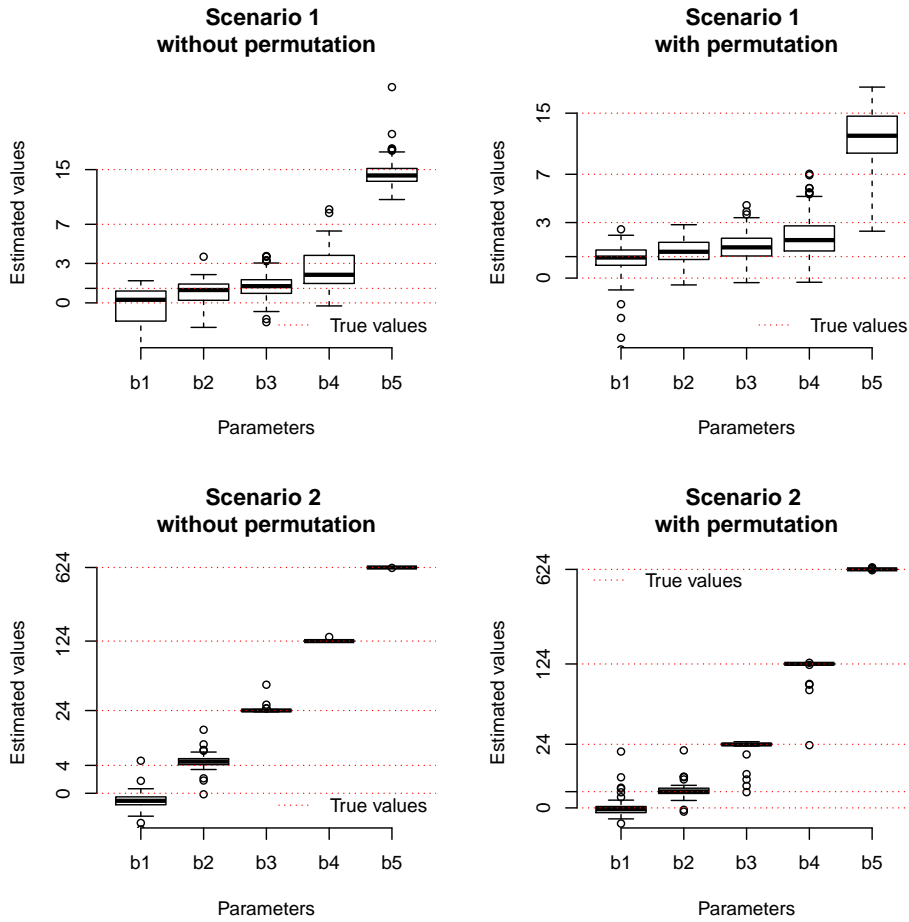 Scenario 1
without permutation
Estimated values
15
7
3
0
True values
b1 b2 b3 b4 b5
Parameters
Scenario 1
with permutation
Estimated values
15
7
3
0
True values
b1 b2 b3 b4 b5
Parameters
Scenario 2
without permutation
Estimated values
624
124
24
4
0
True values
b1 b2 b3 b4 b5
Parameters
Scenario 2
with permutation
Estimated values
624
True values
124
24
0
b1 b2 b3 b4 b5
Parameters